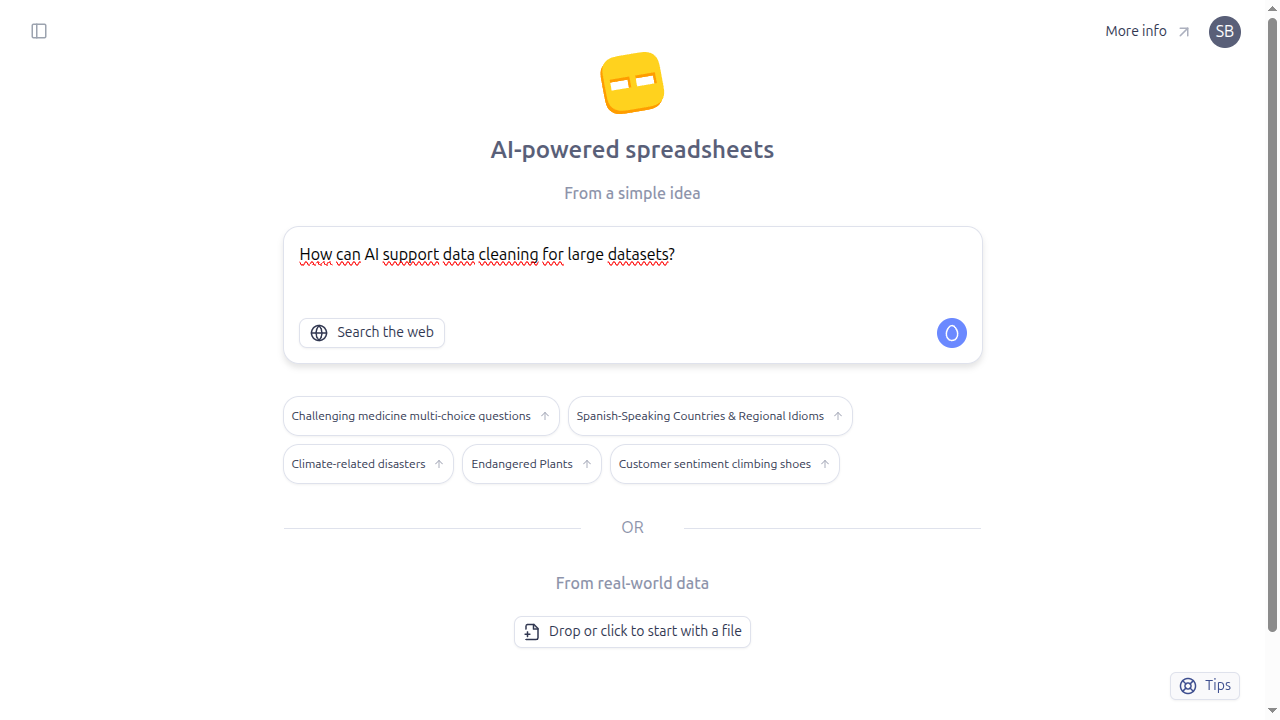 More info
SB
AI-powered spreadsheets
From a simple idea
How can AI support data cleaning for large datasets?
Search the web
Challenging medicine multi-choice questions
Spanish-Speaking Countries & Regional Idioms
Climate-related disasters
Endangered Plants
Customer sentiment climbing shoes
OR
From real-world data
Drop or click to start with a file
Tips